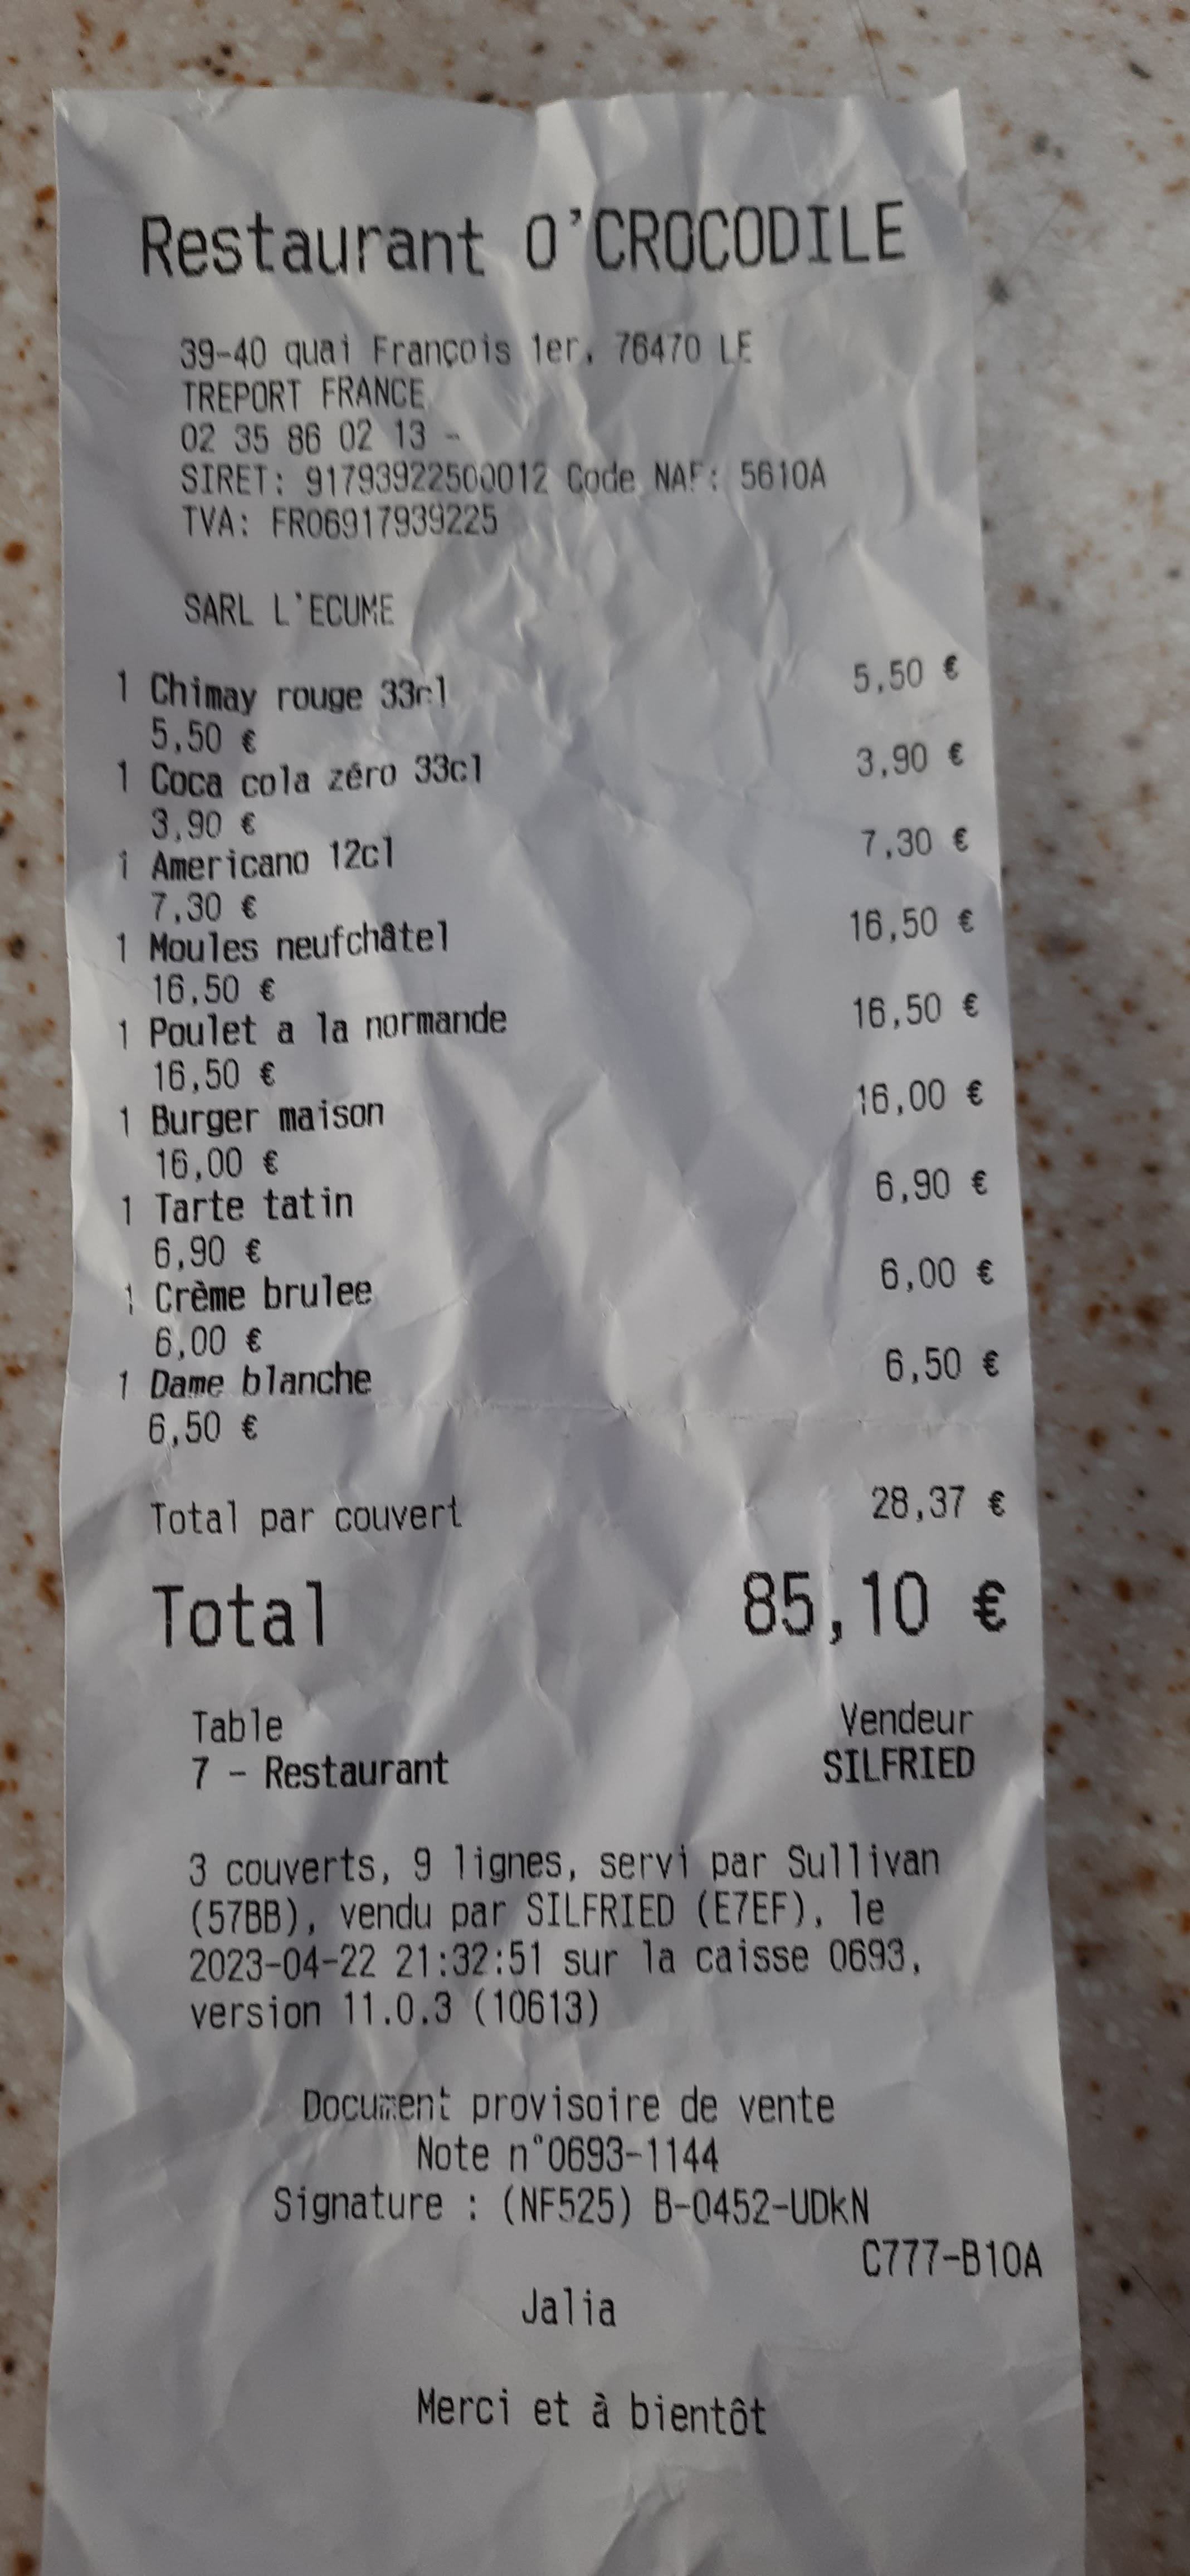 Restaurant O'CROCODILE
39-40 quai François 1er, 76470 LE
TREPORT FRANCE
02 35 86 02 13 -
SIRET: 91793922500012 Code NAF: 5610A
TVA: FR06917939225
SARL L'ECUME
1 Chimay rouge 33cl 5,50 €
5,50 €
1 Coca cola zéro 33cl 3,90 €
3,90 €
1 Americano 12cl 7,30 €
7,30 €
1 Moules neufchâtel 16,50 €
16,50 €
1 Poulet a la normande 16,50 €
16,50 €
1 Burger maison 16,00 €
16,00 €
1 Tarte tatin 6,90 €
6,90 €
1 Crème brulee 6,00 €
6,00 €
1 Dame blanche 6,50 €
6,50 €
Total par couvert 28,37 €
Total 85,10 €
Table Vendeur
7 - Restaurant SILFRIED
3 couverts, 9 lignes, servi par Sullivan
(57BB), vendu par SILFRIED (E7EF), le
2023-04-22 21:32:51 sur la caisse 0693,
version 11.0.3 (10613)
Document provisoire de vente
Note n°0693-1144
Signature : (NF525) B-0452-UDkN
C777-B10A
Jalia
Merci et à bientôt